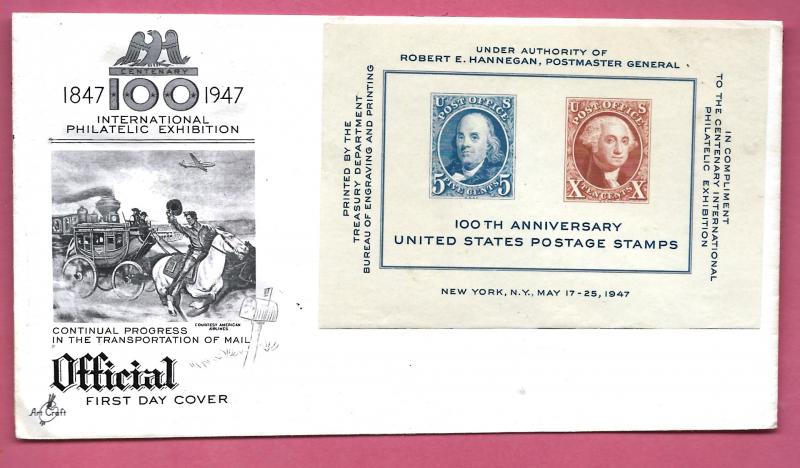 CENTENARY
1847 100 1947
INTERNATIONAL
PHILATELIC EXHIBITION
COURTESY AMERICAN
AIRLINES
CONTINUAL PROGRESS
IN THE TRANSPORTATION OF MAIL
Official
FIRST DAY COVER
Art Craft
UNDER AUTHORITY OF
ROBERT E. HANNEGAN, POSTMASTER GENERAL
PRINTED BY THE
TREASURY DEPARTMENT
BUREAU OF ENGRAVING AND PRINTING
U S
POST OFFICE
5 FIVE CENTS 5
U S
POST OFFICE
X TEN CENTS X
100TH ANNIVERSARY
UNITED STATES POSTAGE STAMPS
IN COMPLIMENT
TO THE CENTENARY INTERNATIONAL
PHILATELIC EXHIBITION
NEW YORK, N.Y., MAY 17-25, 1947